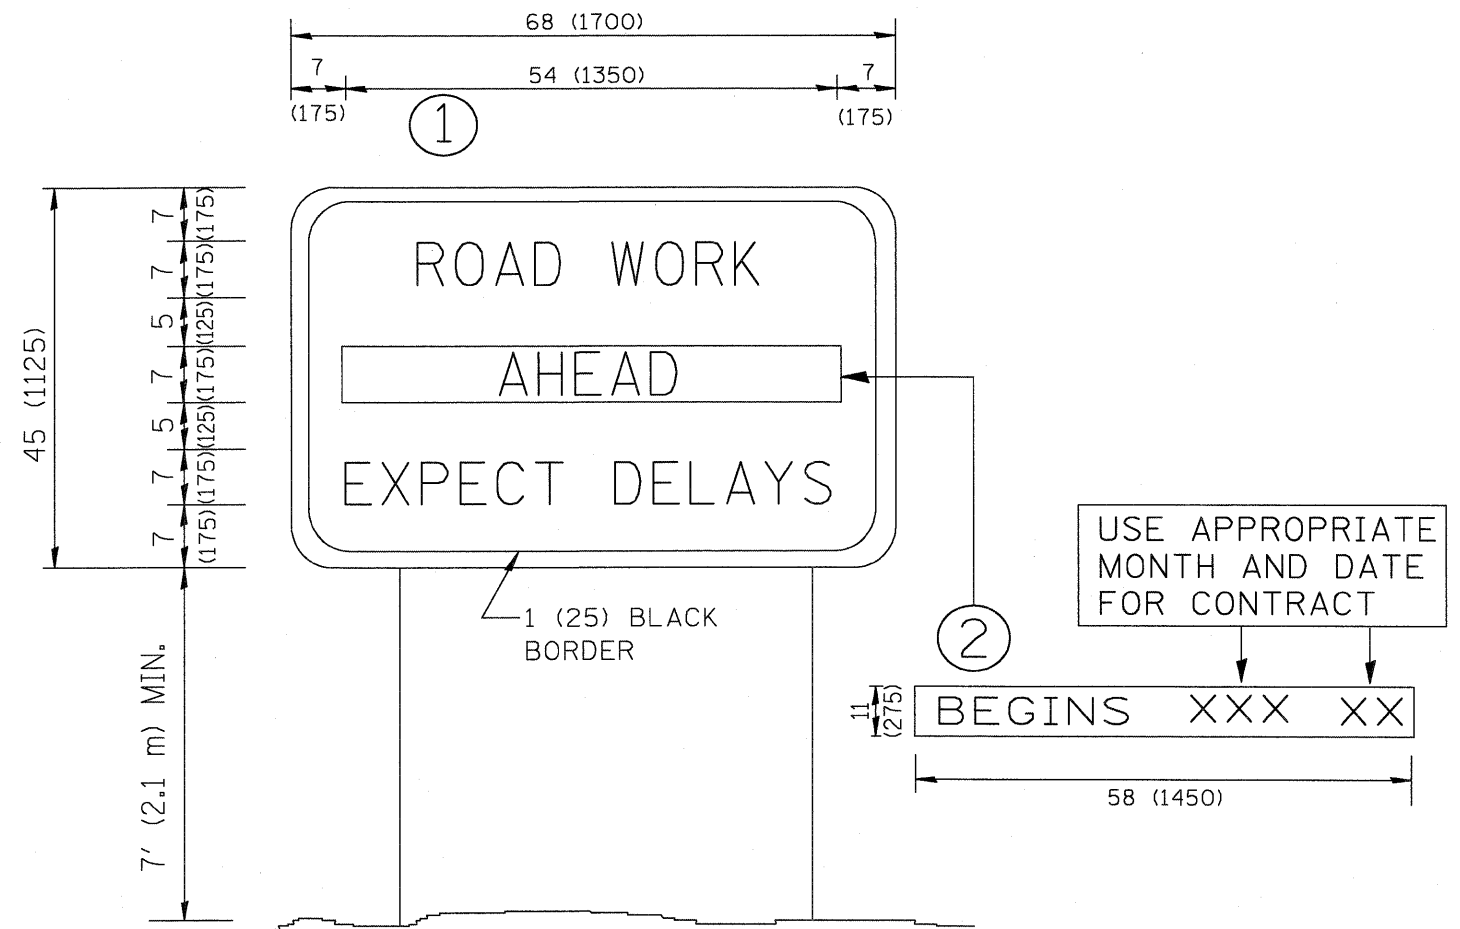 68 (1700)
7
54 (1350)
7
(175)
(175)
1
7
(175)
7
(175)
5
(125)
7
(175)
5
(125)
7
(175)
7
(175)
45 (1125)
ROAD WORK
AHEAD
EXPECT DELAYS
1 (25) BLACK
BORDER
7' (2.1 m) MIN.
USE APPROPRIATE
MONTH AND DATE
FOR CONTRACT
2
11
(275)
BEGINS XXX XX
58 (1450)